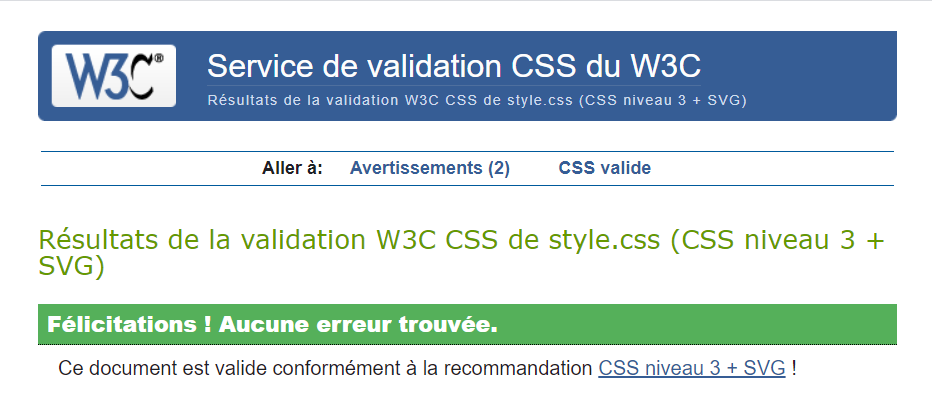 W3C®
Service de validation CSS du W3C
Résultats de la validation W3C CSS de style.css (CSS niveau 3 + SVG)
Aller à: Avertissements (2) CSS valide
Résultats de la validation W3C CSS de style.css (CSS niveau 3 +
SVG)
Félicitations ! Aucune erreur trouvée.
Ce document est valide conformément à la recommandation CSS niveau 3 + SVG !